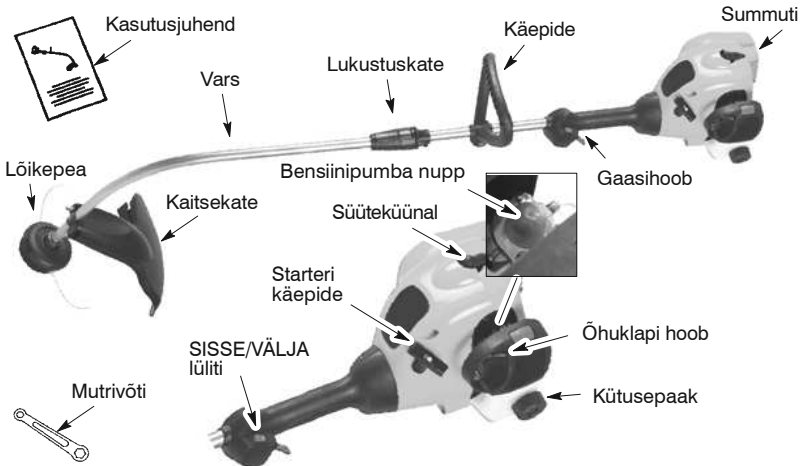 Kasutusjuhend
Vars
Lukustuskate
Käepide
Summuti
Lõikepea
Kaitsekate
Bensiinipumba nupp
Gaasihoob
Süüteküünal
Starteri
käepide
SISSE/VÄLJA
lüliti
Õhuklapi hoob
Mutrivõti
Kütusepaak